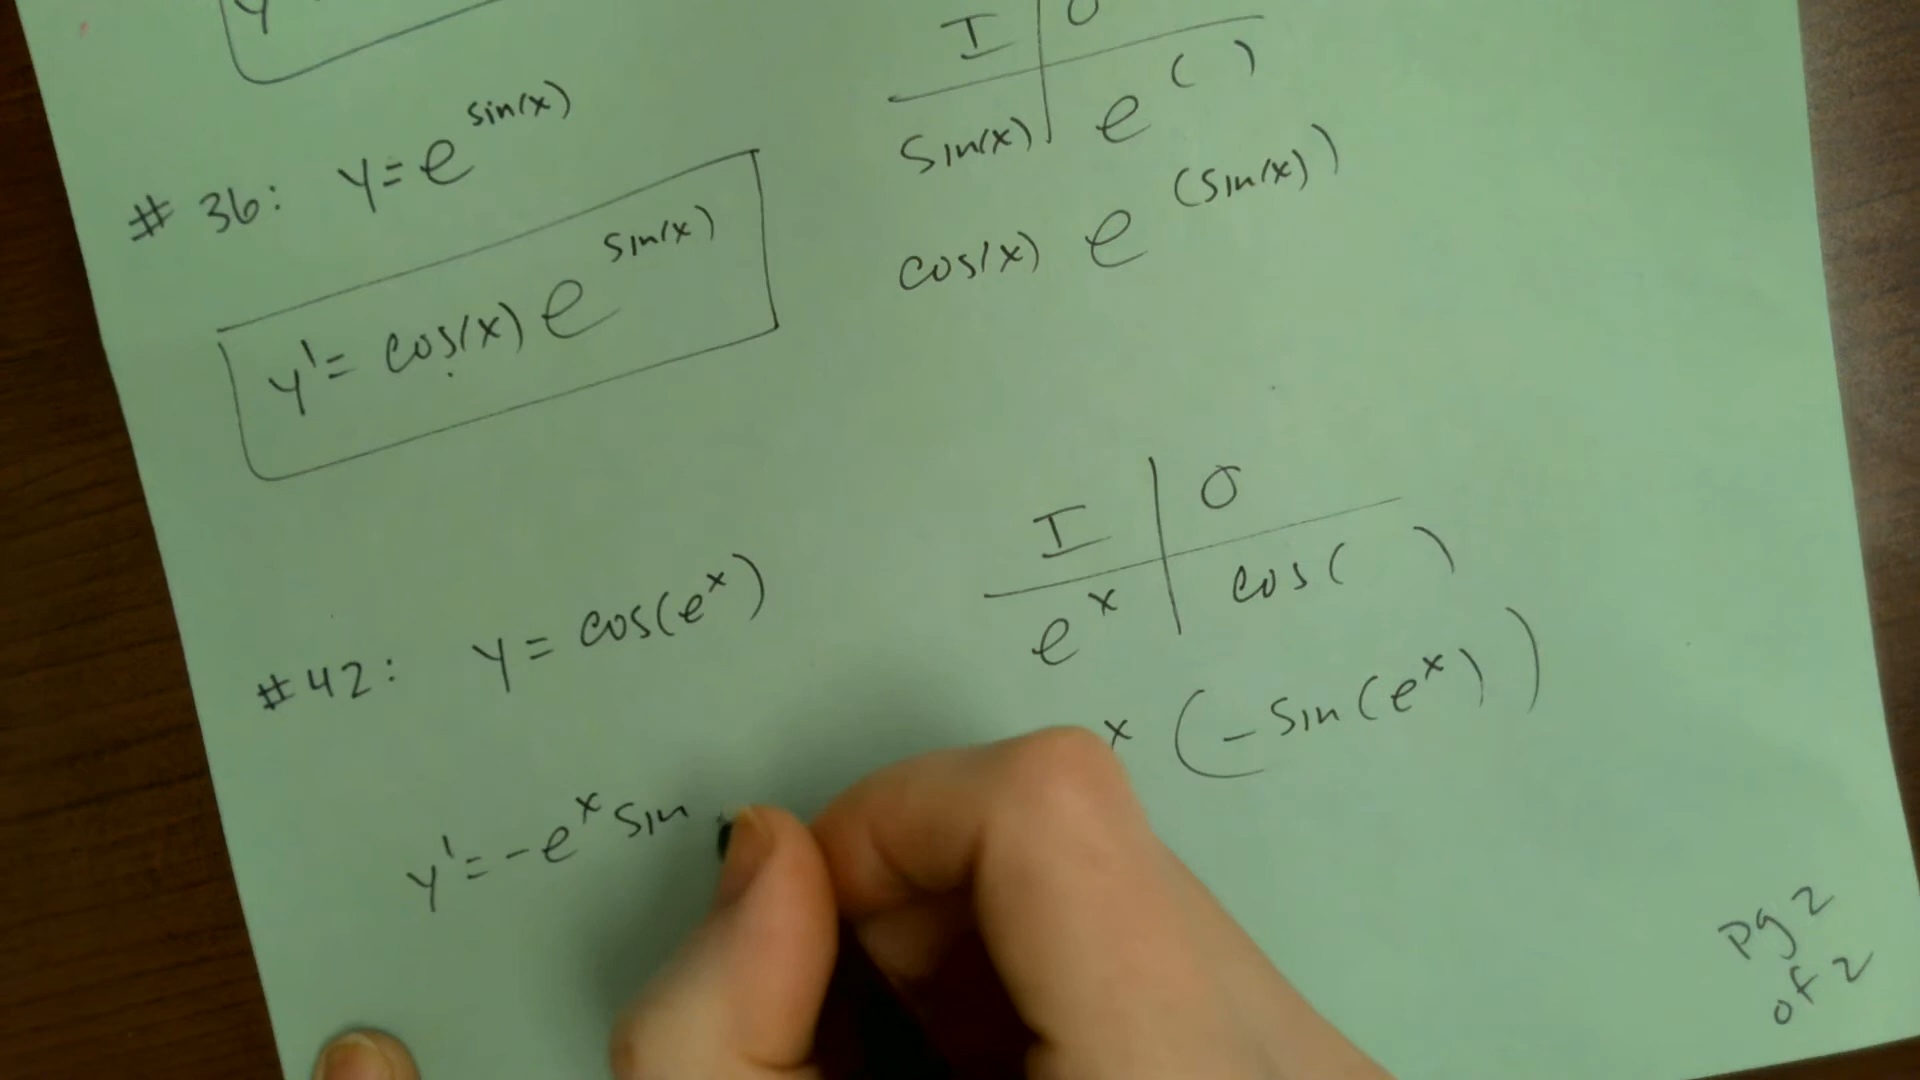 I | O
Sin(x) | e^( )
# 36: y = e^sin(x)
cos(x) e^(sin(x))
y' = cos(x) e^sin(x)
I | O
e^x | cos( )
#42: y = cos(e^x)
x (-sin(e^x))
y' = -e^x sin
Pg 2
of 2